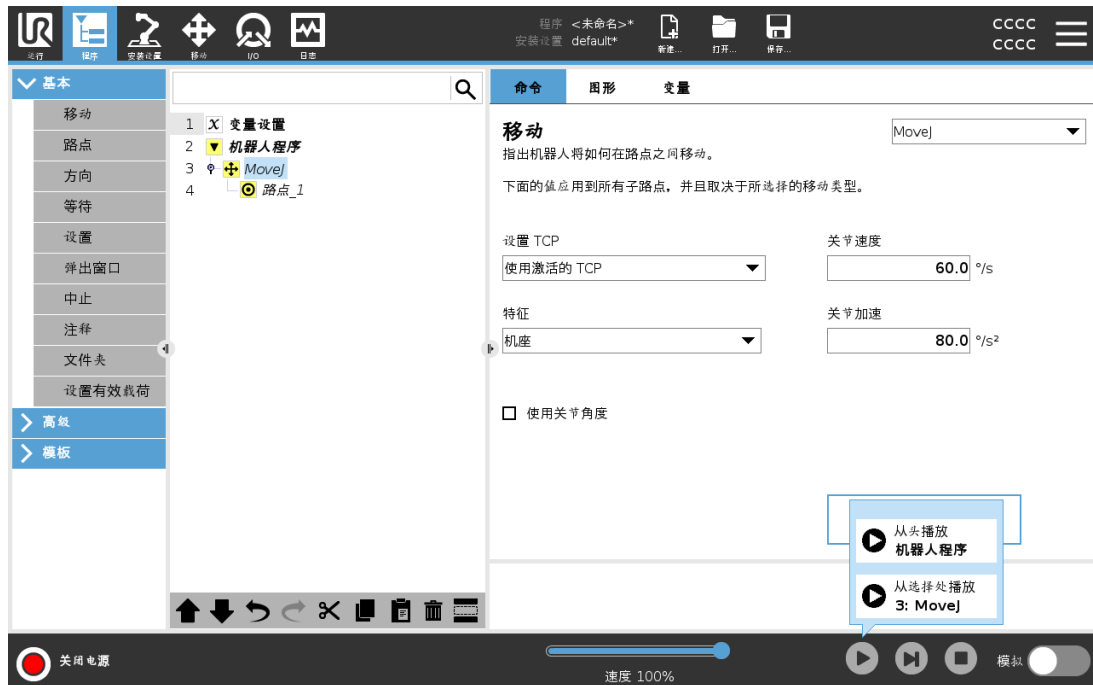 UR
运行 程序 安装设置 移动 I/O 日志
程序 <未命名>*
安装设置 default*
新建... 打开... 保存...
CCCC
CCCC
基本
移动
路点
方向
等待
设置
弹出窗口
中止
注释
文件夹
设置有效载荷
高级
模板
1 X 变量设置
2 机器人程序
3 MoveJ
4 路点_1
命令 图形 变量
移动
MoveJ
指出机器人将如何在路点之间移动。
下面的值应用到所有子路点，并且取决于所选择的移动类型。
设置 TCP
关节速度
使用激活的 TCP
60.0 °/s
特征
关节加速
机座
80.0 °/s²
使用关节角度
从头播放
机器人程序
从选择处播放
3: MoveJ
关闭电源
速度 100%
模拟